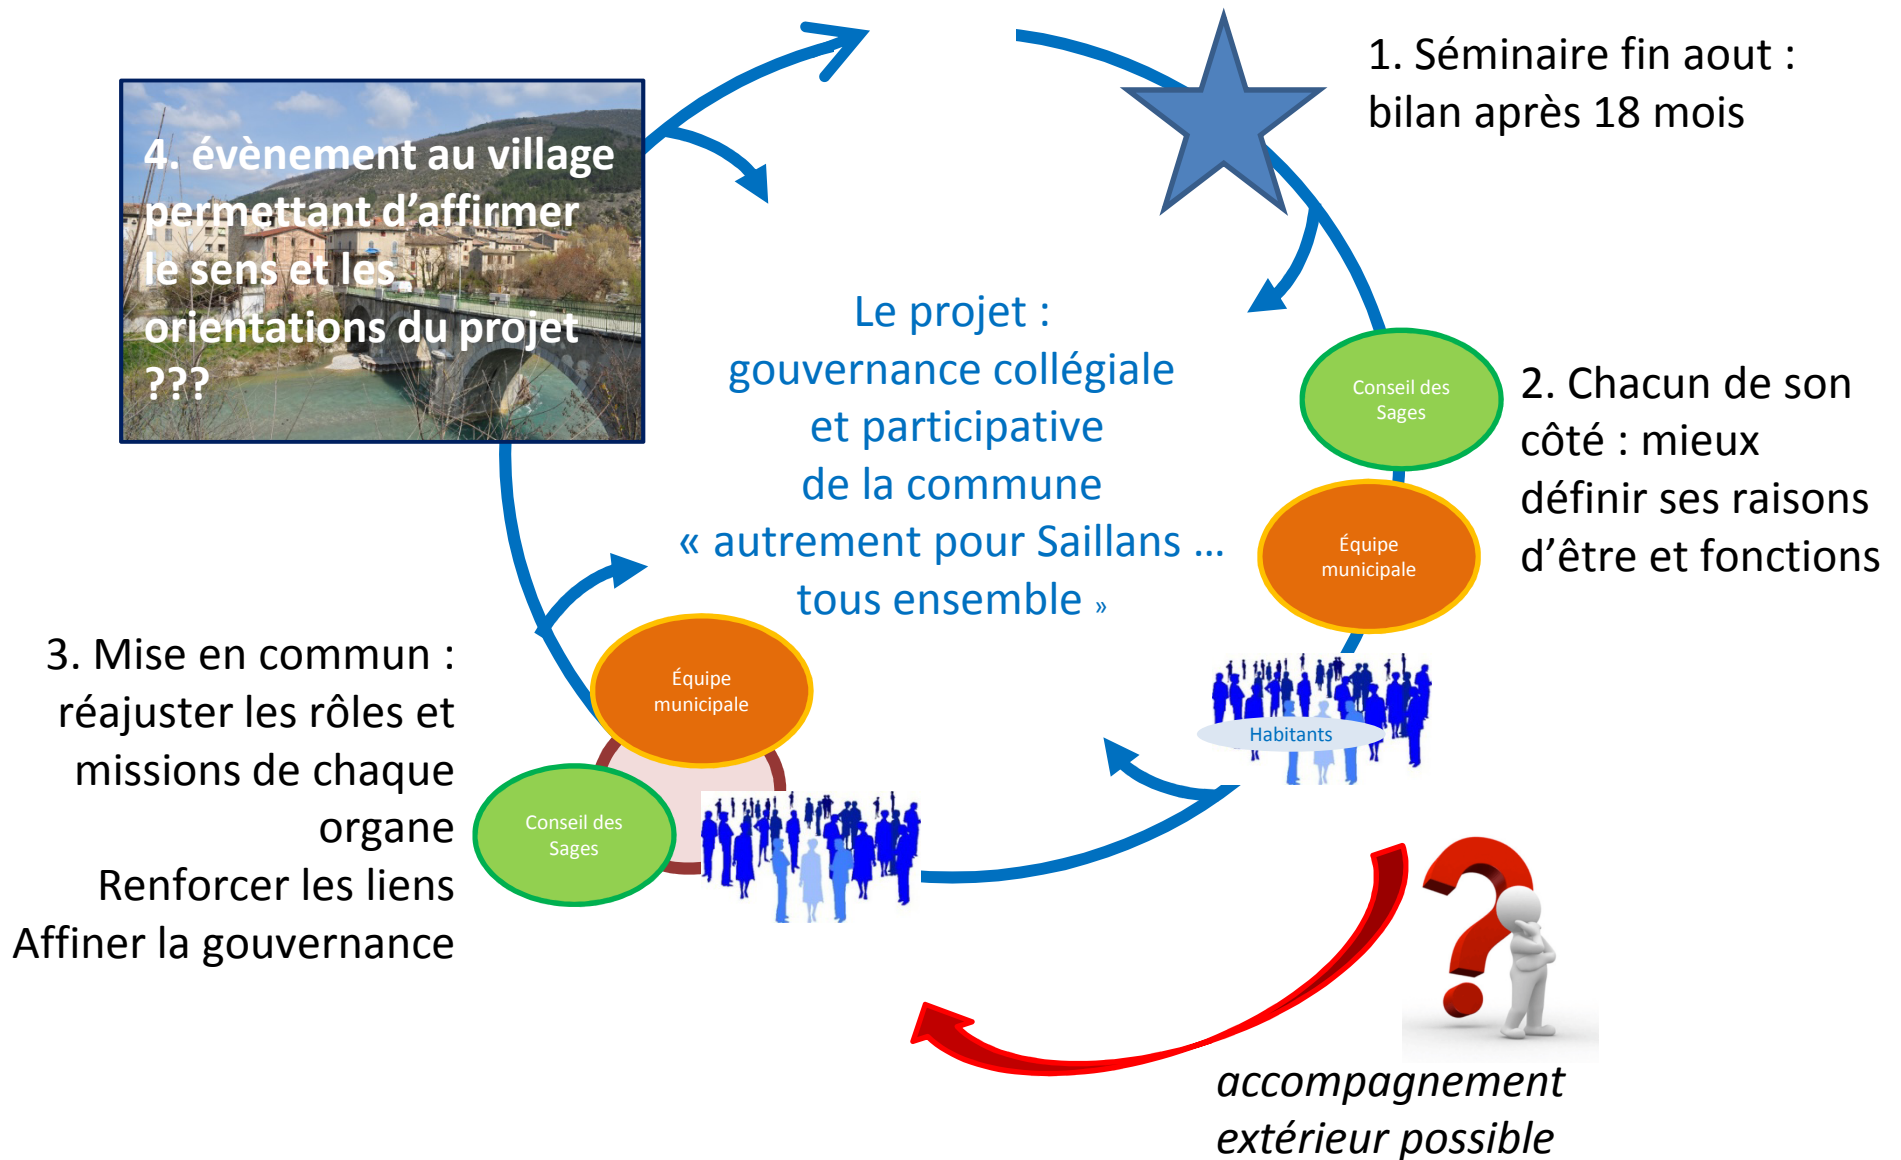 1. Séminaire fin aout :
bilan après 18 mois
4. évènement au village
permettant d’affirmer
le sens et les
orientations du projet
???
Le projet :
gouvernance collégiale
et participative
de la commune
« autrement pour Saillans ...
tous ensemble »
Conseil des
Sages
Équipe
municipale
Habitants
2. Chacun de son
côté : mieux
définir ses raisons
d’être et fonctions
3. Mise en commun :
réajuster les rôles et
missions de chaque
organe
Renforcer les liens
Affiner la gouvernance
Équipe
municipale
Conseil des
Sages
accompagnement
extérieur possible